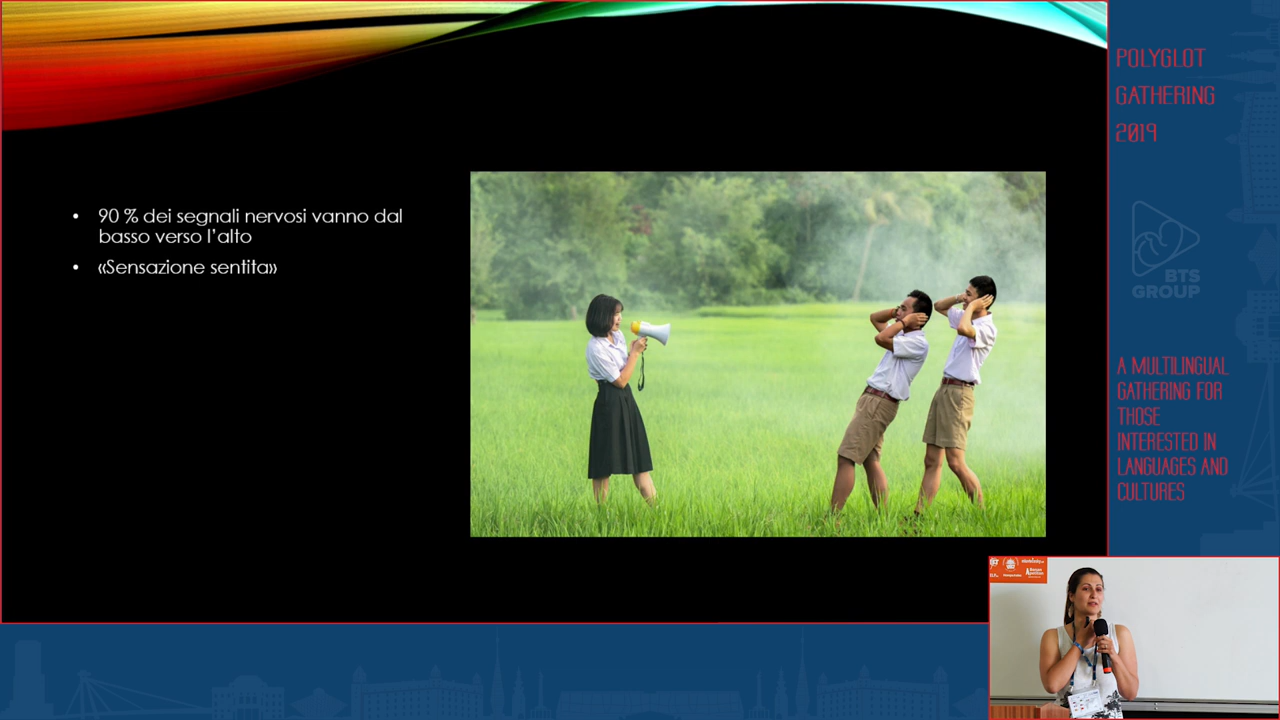 • 90 % dei segnali nervosi vanno dal
basso verso l'alto
• «Sensazione sentita»
POLYGLOT
GATHERING
2019
BTS
GROUP
A MULTILINGUAL
GATHERING FOR
THOSE
INTERESTED IN
LANGUAGES AND
CULTURES